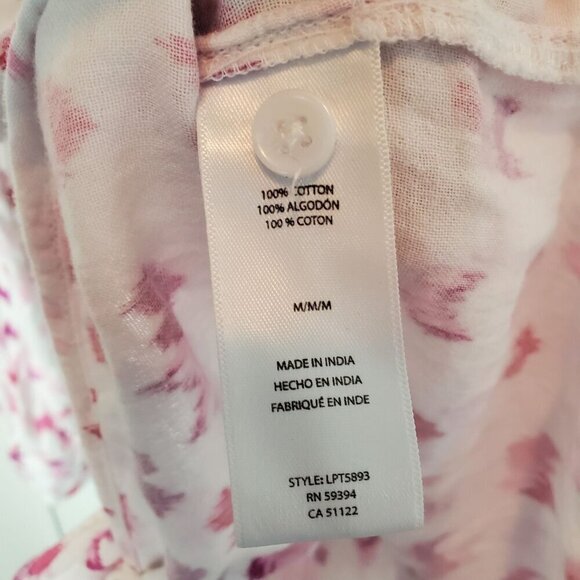 100% COTTON
100% ALGODÓN
100 % COTON
M/M/M
MADE IN INDIA
HECHO EN INDIA
FABRIQUÉ EN INDE
STYLE: LPT5893
RN 59394
CA 51122